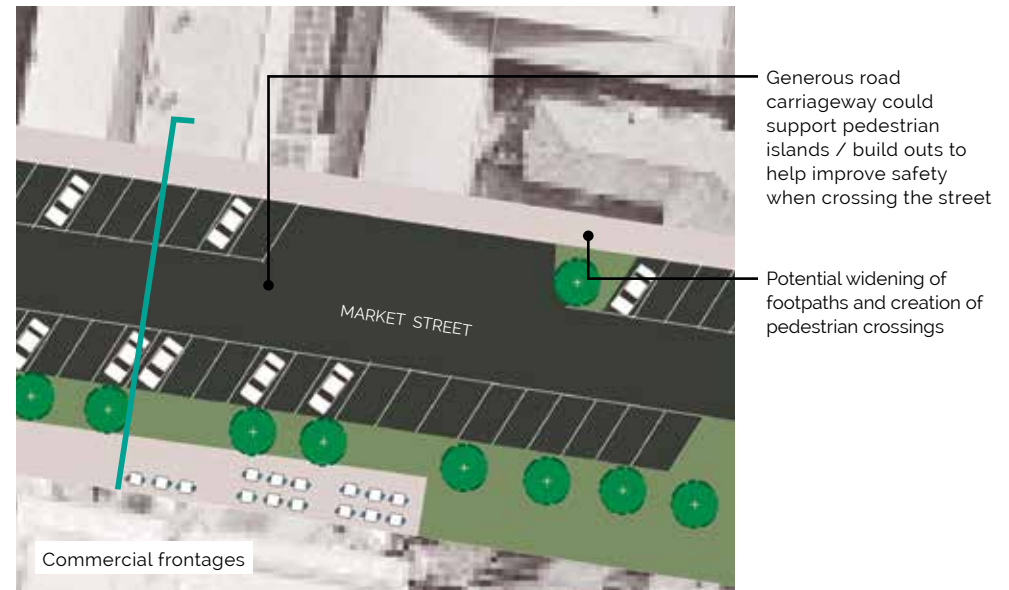 Generous road
carriageway could
support pedestrian
islands / build outs to
help improve safety
when crossing the street
Potential widening of
footpaths and creation of
pedestrian crossings
MARKET STREET
Commercial frontages